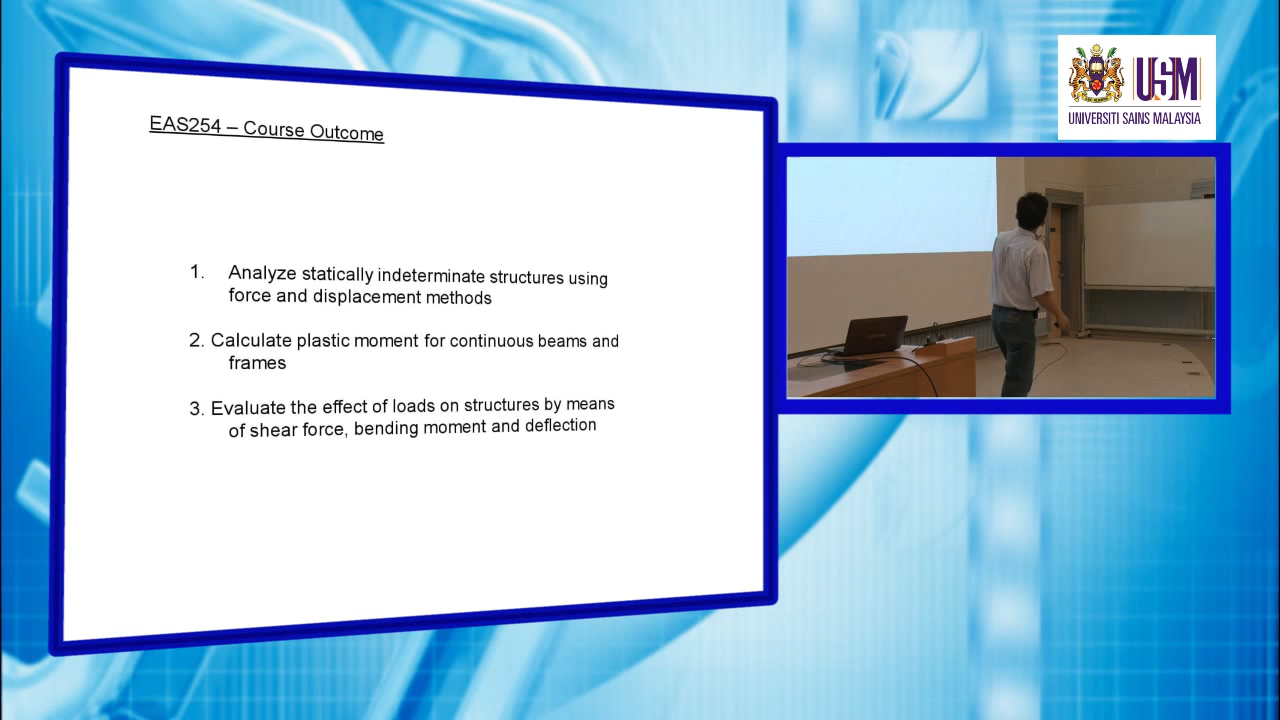 EAS254 – Course Outcome
1. Analyze statically indeterminate structures using
force and displacement methods
2. Calculate plastic moment for continuous beams and
frames
3. Evaluate the effect of loads on structures by means
of shear force, bending moment and deflection
USM
UNIVERSITI SAINS MALAYSIA